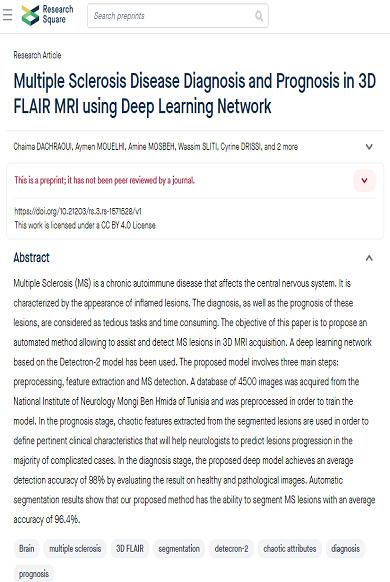 Research
Square
Search preprints
Research Article
Multiple Sclerosis Disease Diagnosis and Prognosis in 3D
FLAIR MRI using Deep Learning Network
Chaima DACHRAOUI, Aymen MOUELHI, Amine MOSBEH, Wassim SLITI, Cyrine DRISSI, and 2 more
This is a preprint; it has not been peer reviewed by a journal.
https://doi.org/10.21203/rs.3.rs-1571528/v1
This work is licensed under a CC BY 4.0 License
Abstract
Multiple Sclerosis (MS) is a chronic autoimmune disease that affects the central nervous system. It is
characterized by the appearance of inflamed lesions. The diagnosis, as well as the prognosis of these
lesions, are considered as tedious tasks and time consuming. The objective of this paper is to propose an
automated method allowing to assist and detect MS lesions in 3D MRI acquisition. A deep learning network
based on the Detectron-2 model has been used. The proposed model involves three main steps:
preprocessing, feature extraction and MS detection. A database of 4500 images was acquired from the
National Institute of Neurology Mongi Ben Hmida of Tunisia and was preprocessed in order to train the
model. In the prognosis stage, chaotic features extracted from the segmented lesions are used in order to
define pertinent clinical characteristics that will help neurologists to predict lesions progression in the
majority of complicated cases. In the diagnosis stage, the proposed deep model achieves an average
detection accuracy of 98% by evaluating the result on healthy and pathological images. Automatic
segmentation results show that our proposed method has the ability to segment MS lesions with an average
accuracy of 96.4%.
Brain multiple sclerosis 3D FLAIR segmentation detecron-2 chaotic attributes diagnosis
prognosis